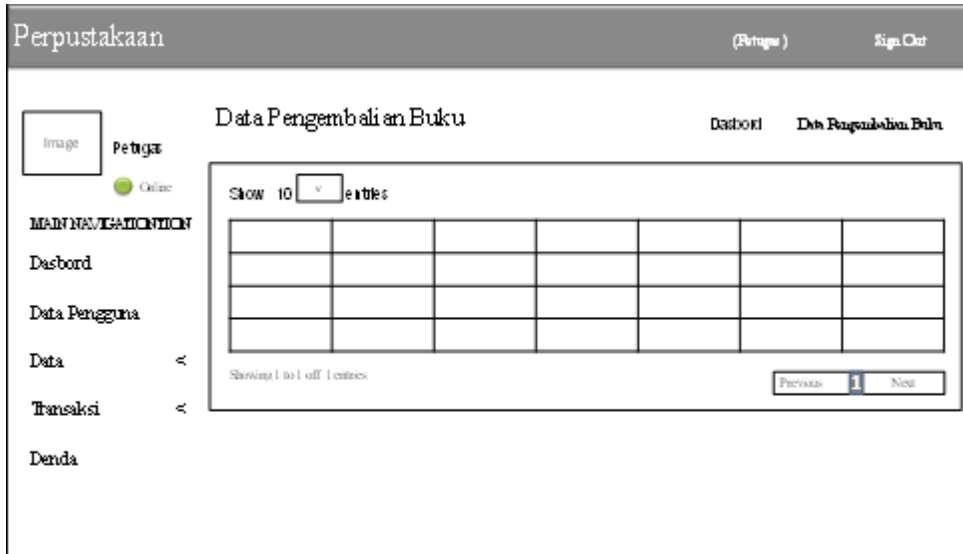 Perpustakaan (Petugas) Sign Out
Data Pengembalian Buku Dasbord Data Pengembalian Buku
Image Petugas
Online
Show 10 v entries
MAIN NAVIGATIONTION
Dasbord
Data Pengguna
Data <
Transaksi <
Denda
Showing 1 to 1 off 1 entries
Previous 1 Next